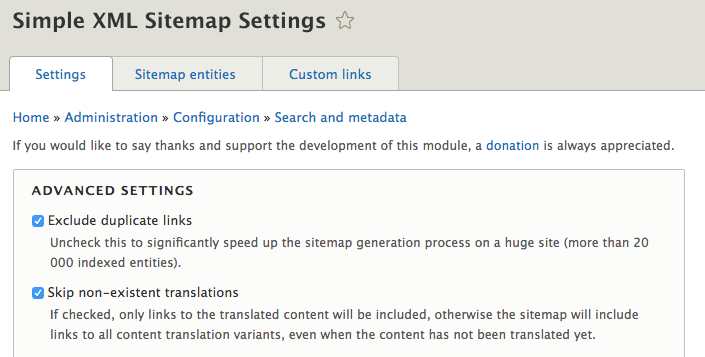 Simple XML Sitemap Settings
Settings Sitemap entities Custom links
Home » Administration » Configuration » Search and metadata
If you would like to say thanks and support the development of this module, a donation is always appreciated.
ADVANCED SETTINGS
Exclude duplicate links
Uncheck this to significantly speed up the sitemap generation process on a huge site (more than 20
000 indexed entities).
Skip non-existent translations
If checked, only links to the translated content will be included, otherwise the sitemap will include
links to all content translation variants, even when the content has not been translated yet.